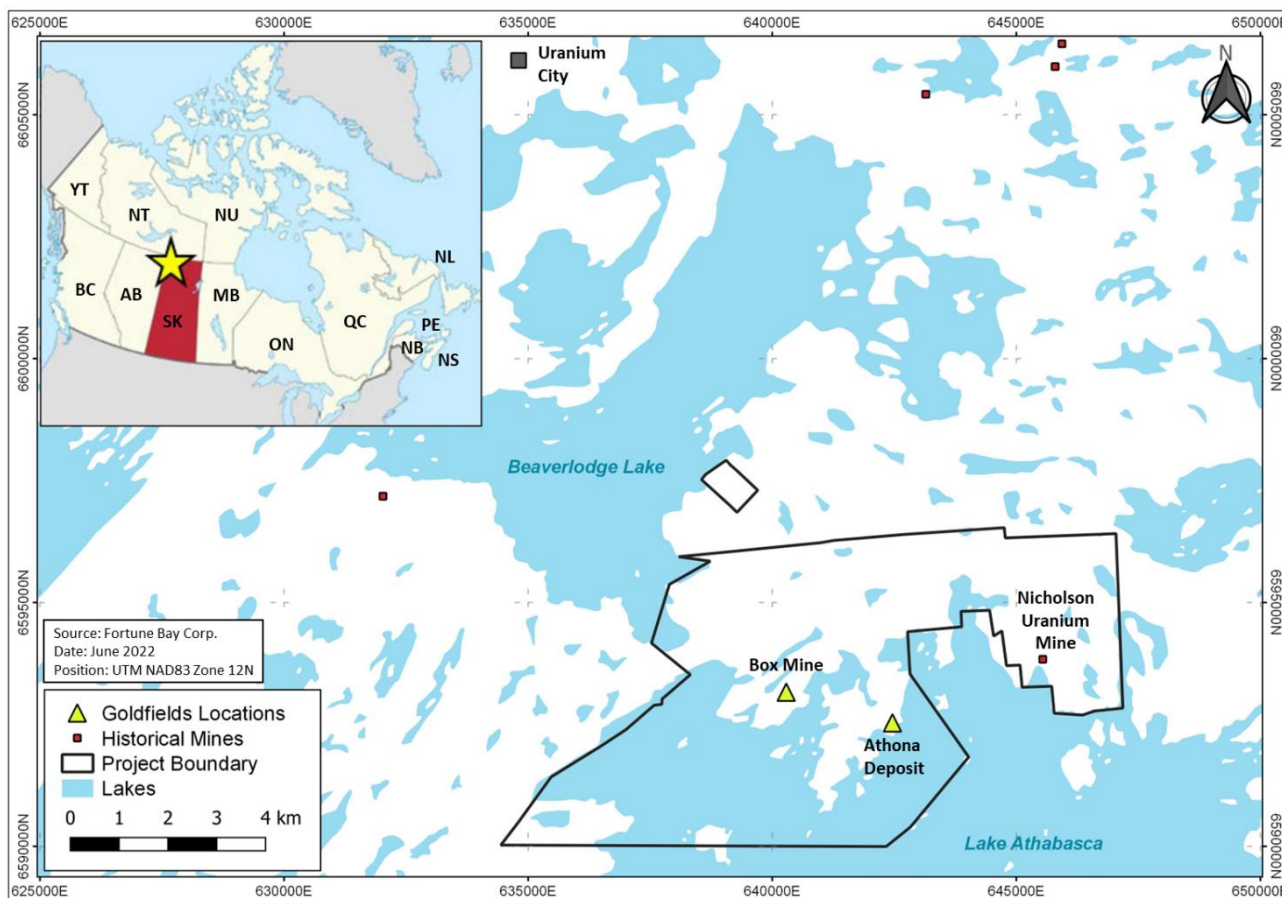 625000E 630000E 635000E 640000E 645000E 650000E
Uranium
City
N
6605000N
6605000N
YT
NT
NU
NL
BC
AB
SK
MB
ON
QC
PE
NB
NS
6600000N
6600000N
Beaverlodge Lake
6595000N
6595000N
Nicholson
Uranium
Mine
Box Mine
Athona
Deposit
Source: Fortune Bay Corp.
Date: June 2022
Position: UTM NAD83 Zone 12N
Goldfields Locations
Historical Mines
Project Boundary
Lakes
0 1 2 3 4 km
Lake Athabasca
6590000N
6590000N
625000E 630000E 635000E 640000E 645000E 650000E